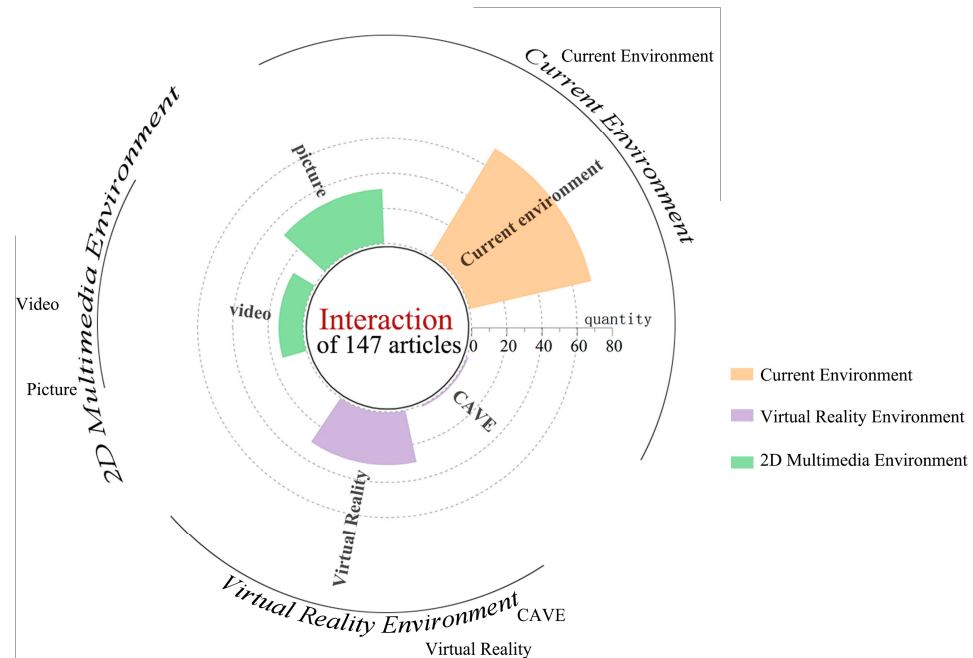 Current Environment
Current Environment
2D Multimedia Environment
picture
Current environment
Video
video
Interaction
of 147 articles
quantity
0 20 40 60 80
Picture
CAVE
Virtual Reality
Virtual Reality Environment
CAVE
Virtual Reality
Current Environment
Virtual Reality Environment
2D Multimedia Environment